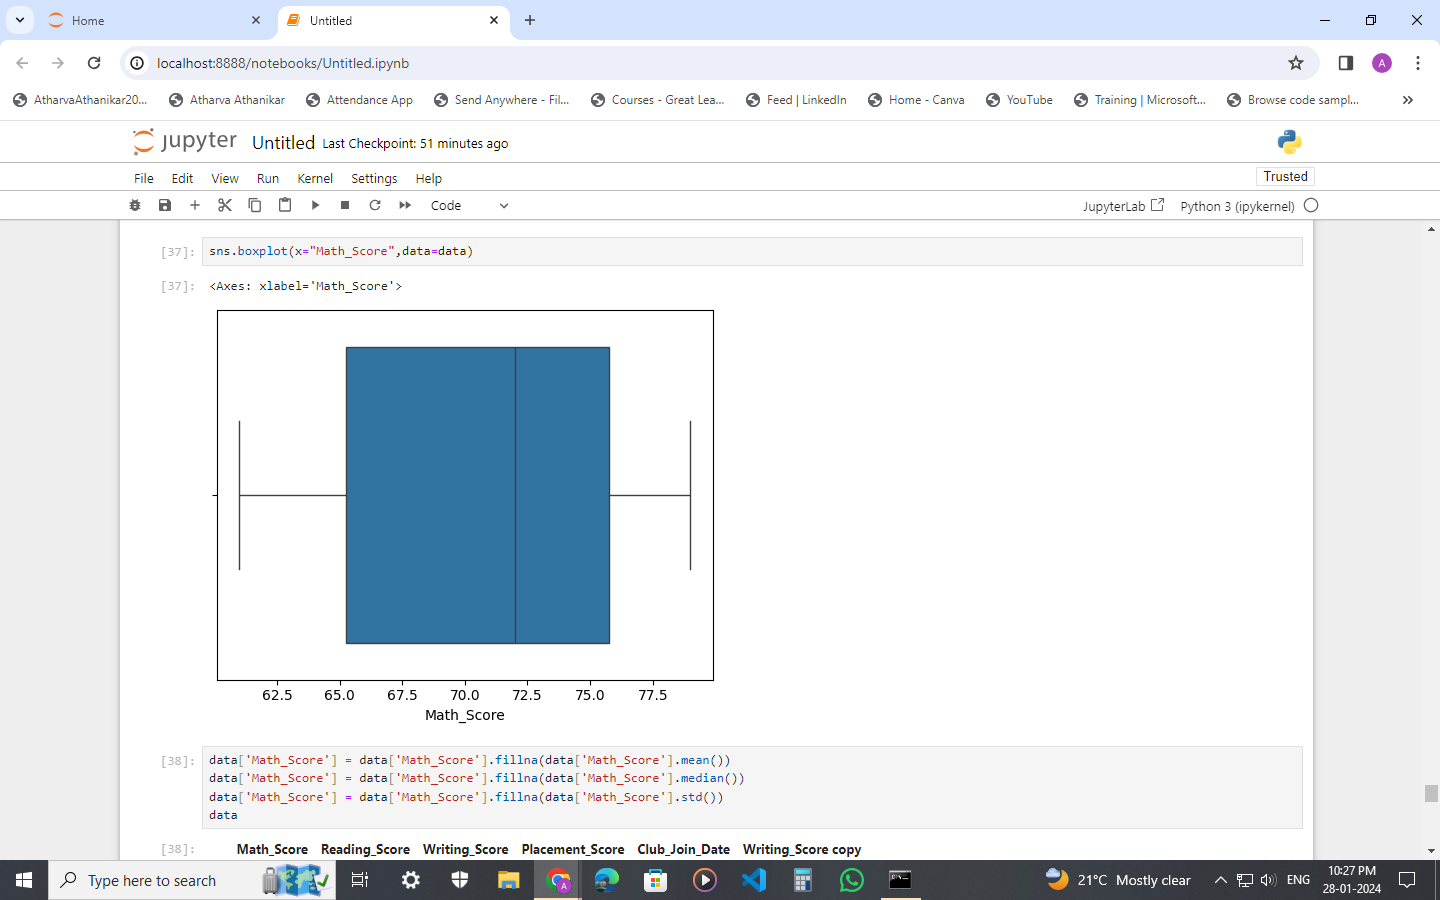 Home
Untitled
localhost:8888/notebooks/Untitled.ipynb
A
AtharvaAthanikar20...
Atharva Athanikar
Attendance App
Send Anywhere - Fil...
Courses - Great Lea...
Feed | LinkedIn
Home - Canva
YouTube
Training | Microsoft...
Browse code sampl...
jupyter Untitled Last Checkpoint: 51 minutes ago
File Edit View Run Kernel Settings Help
Trusted
Code
JupyterLab
Python 3 (ipykernel)
[37]: sns.boxplot(x="Math_Score",data=data)
[37]: <Axes: xlabel='Math_Score'>
62.5 65.0 67.5 70.0 72.5 75.0 77.5
Math_Score
[38]: data['Math_Score'] = data['Math_Score'].fillna(data['Math_Score'].mean())
data['Math_Score'] = data['Math_Score'].fillna(data['Math_Score'].median())
data['Math_Score'] = data['Math_Score'].fillna(data['Math_Score'].std())
data
[38]: Math_Score Reading_Score Writing_Score Placement_Score Club_Join_Date Writing_Score copy
Type here to search
A
21°C Mostly clear
ENG
10:27 PM
28-01-2024